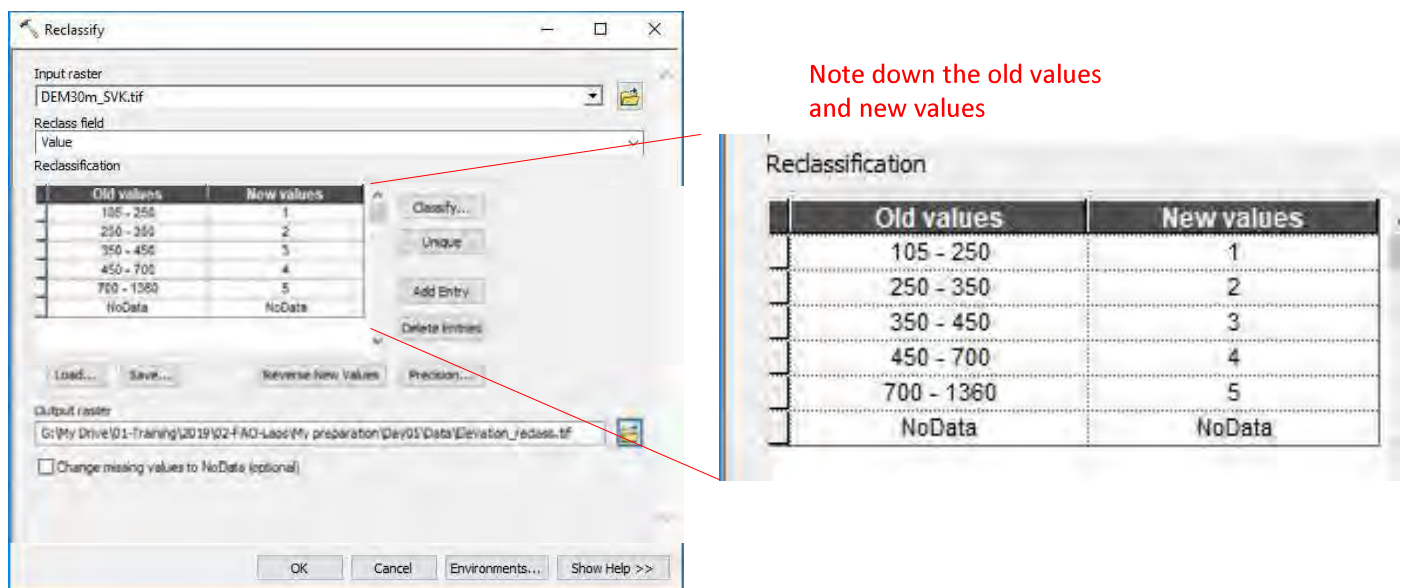 Reclassify
Input raster
DEM30m_SVK.tif
Reclass field
Value
Reclassification
Old values New values
105 - 250 1
250 - 350 2
350 - 450 3
450 - 700 4
700 - 1360 5
NoData NoData
Classify...
Unique
Add Entry
Delete Entries
Load... Save... Reverse New Values Precision...
Output raster
G:\My Drive\01-Training\2019\02-FAO-Laos\My preparation\Day05\Data\Elevation_reclass.tif
Change missing values to NoData (optional)
OK Cancel Environments... Show Help >>
Note down the old values
and new values
Reclassification
Old values New values
105 - 250 1
250 - 350 2
350 - 450 3
450 - 700 4
700 - 1360 5
NoData NoData